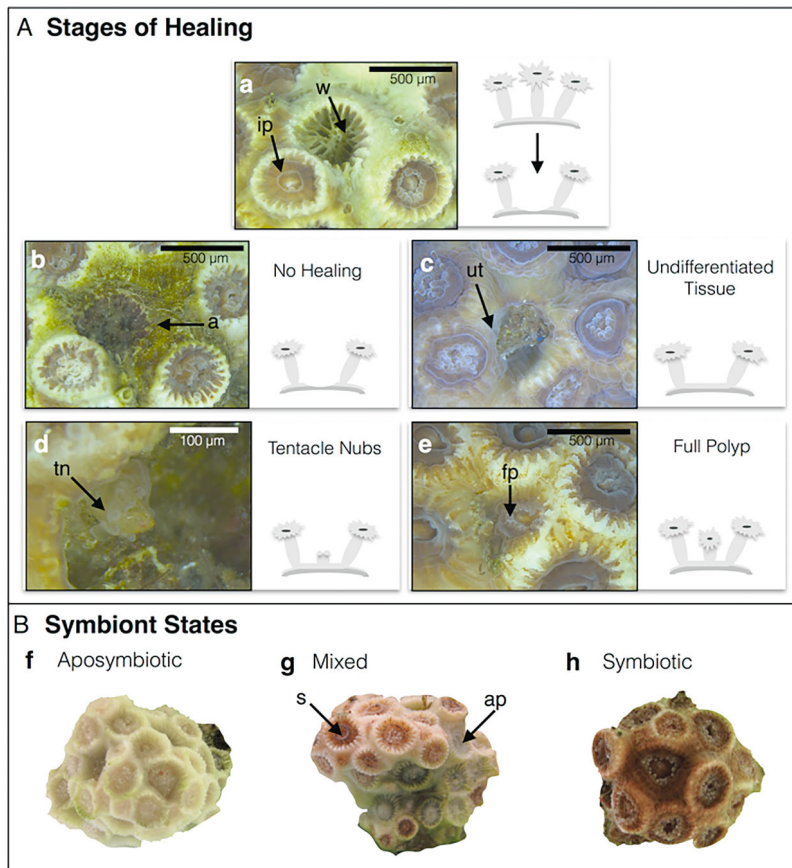 A Stages of Healing
a
500 µm
w
ip
b
500 µm
a
No Healing
c
500 µm
ut
Undifferentiated
Tissue
d
100 µm
tn
Tentacle Nubs
e
500 µm
fp
Full Polyp
B Symbiont States
f Aposymbiotic
g Mixed
h Symbiotic
s
ap